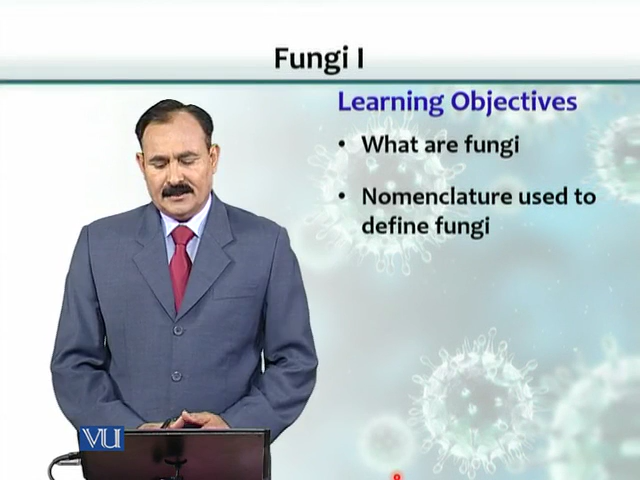 Fungi I
Learning Objectives
• What are fungi
• Nomenclature used to
define fungi
VU